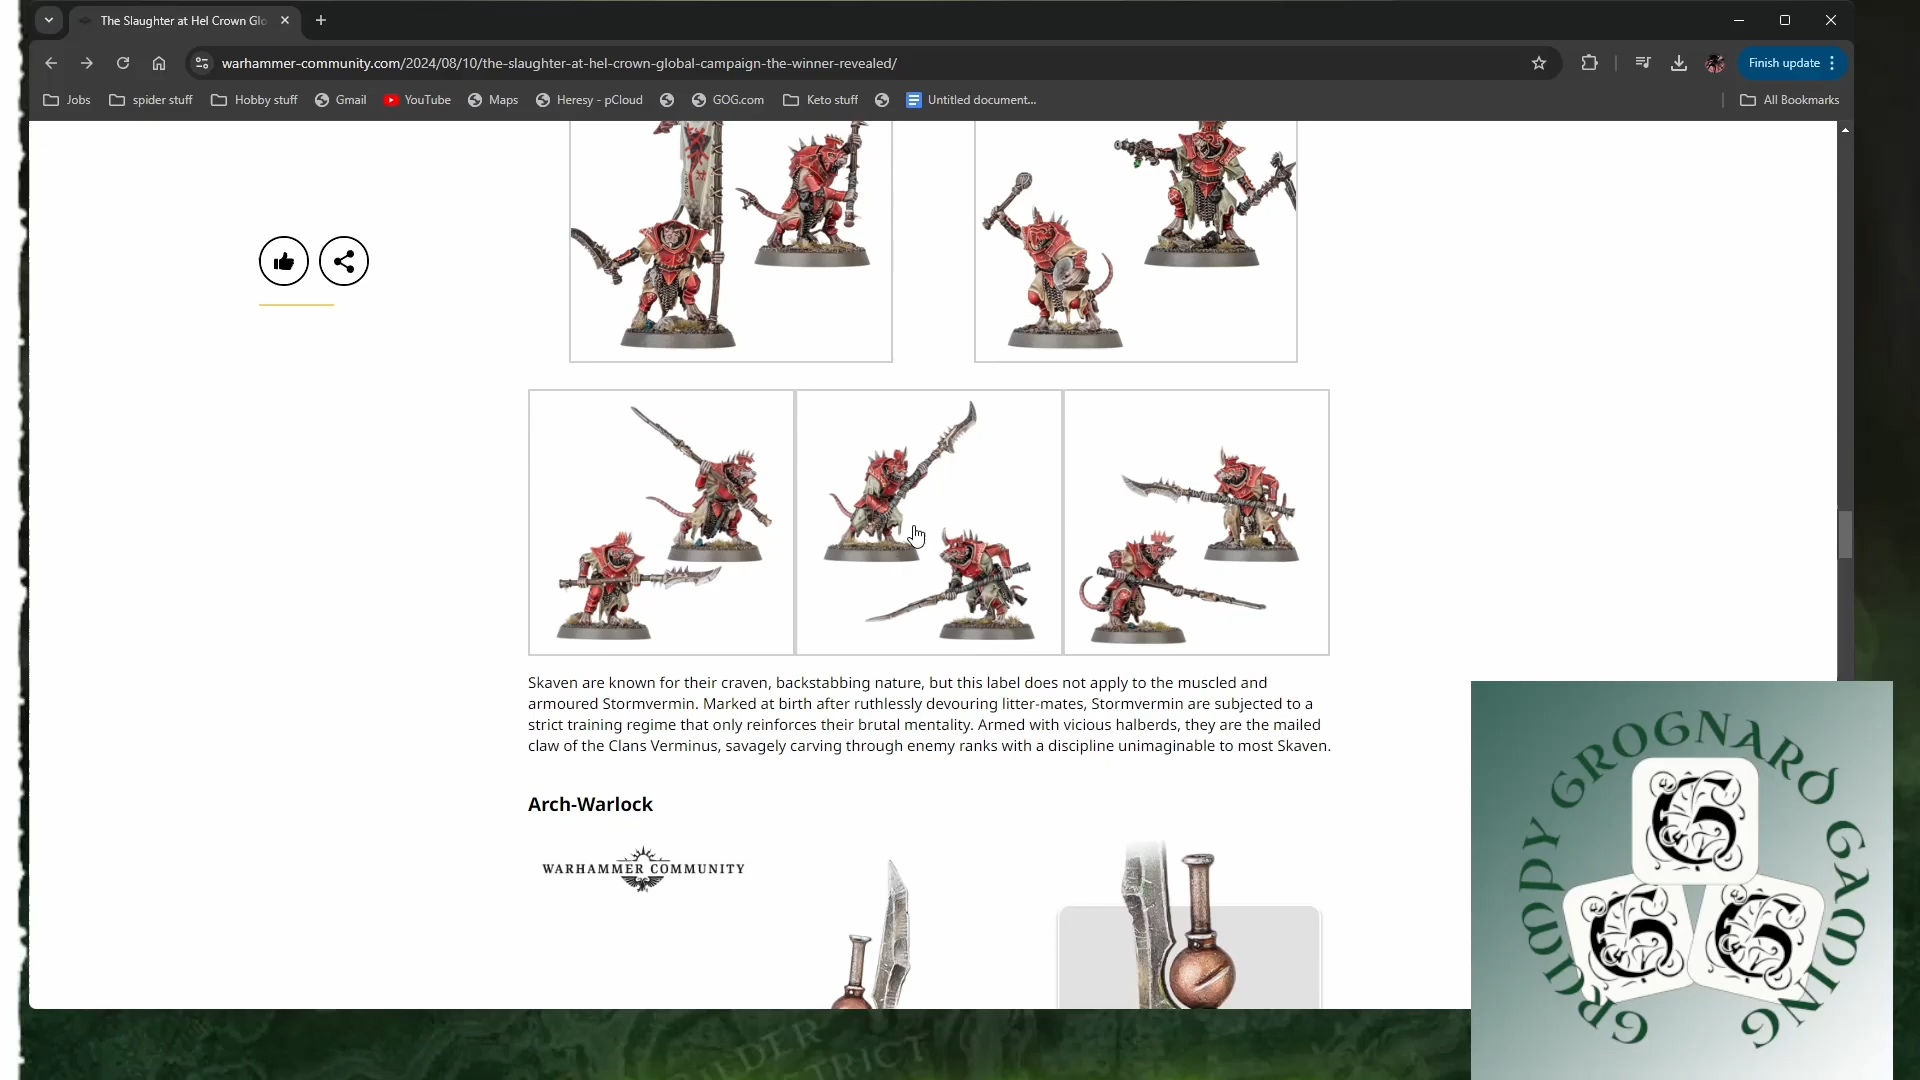 The Slaughter at Hel Crown Glo
warhammer-community.com/2024/08/10/the-slaughter-at-hel-crown-global-campaign-the-winner-revealed/
Finish update
Jobs
spider stuff
Hobby stuff
Gmail
YouTube
Maps
Heresy - pCloud
GOG.com
Keto stuff
Untitled document...
All Bookmarks
Skaven are known for their craven, backstabbing nature, but this label does not apply to the muscled and
armoured Stormvermin. Marked at birth after ruthlessly devouring litter-mates, Stormvermin are subjected to a
strict training regime that only reinforces their brutal mentality. Armed with vicious halberds, they are the mailed
claw of the Clans Verminus, savagely carving through enemy ranks with a discipline unimaginable to most Skaven.
Arch-Warlock
WARHAMMER COMMUNITY
GRUMPY GROGNARD GAMING
G
G
G